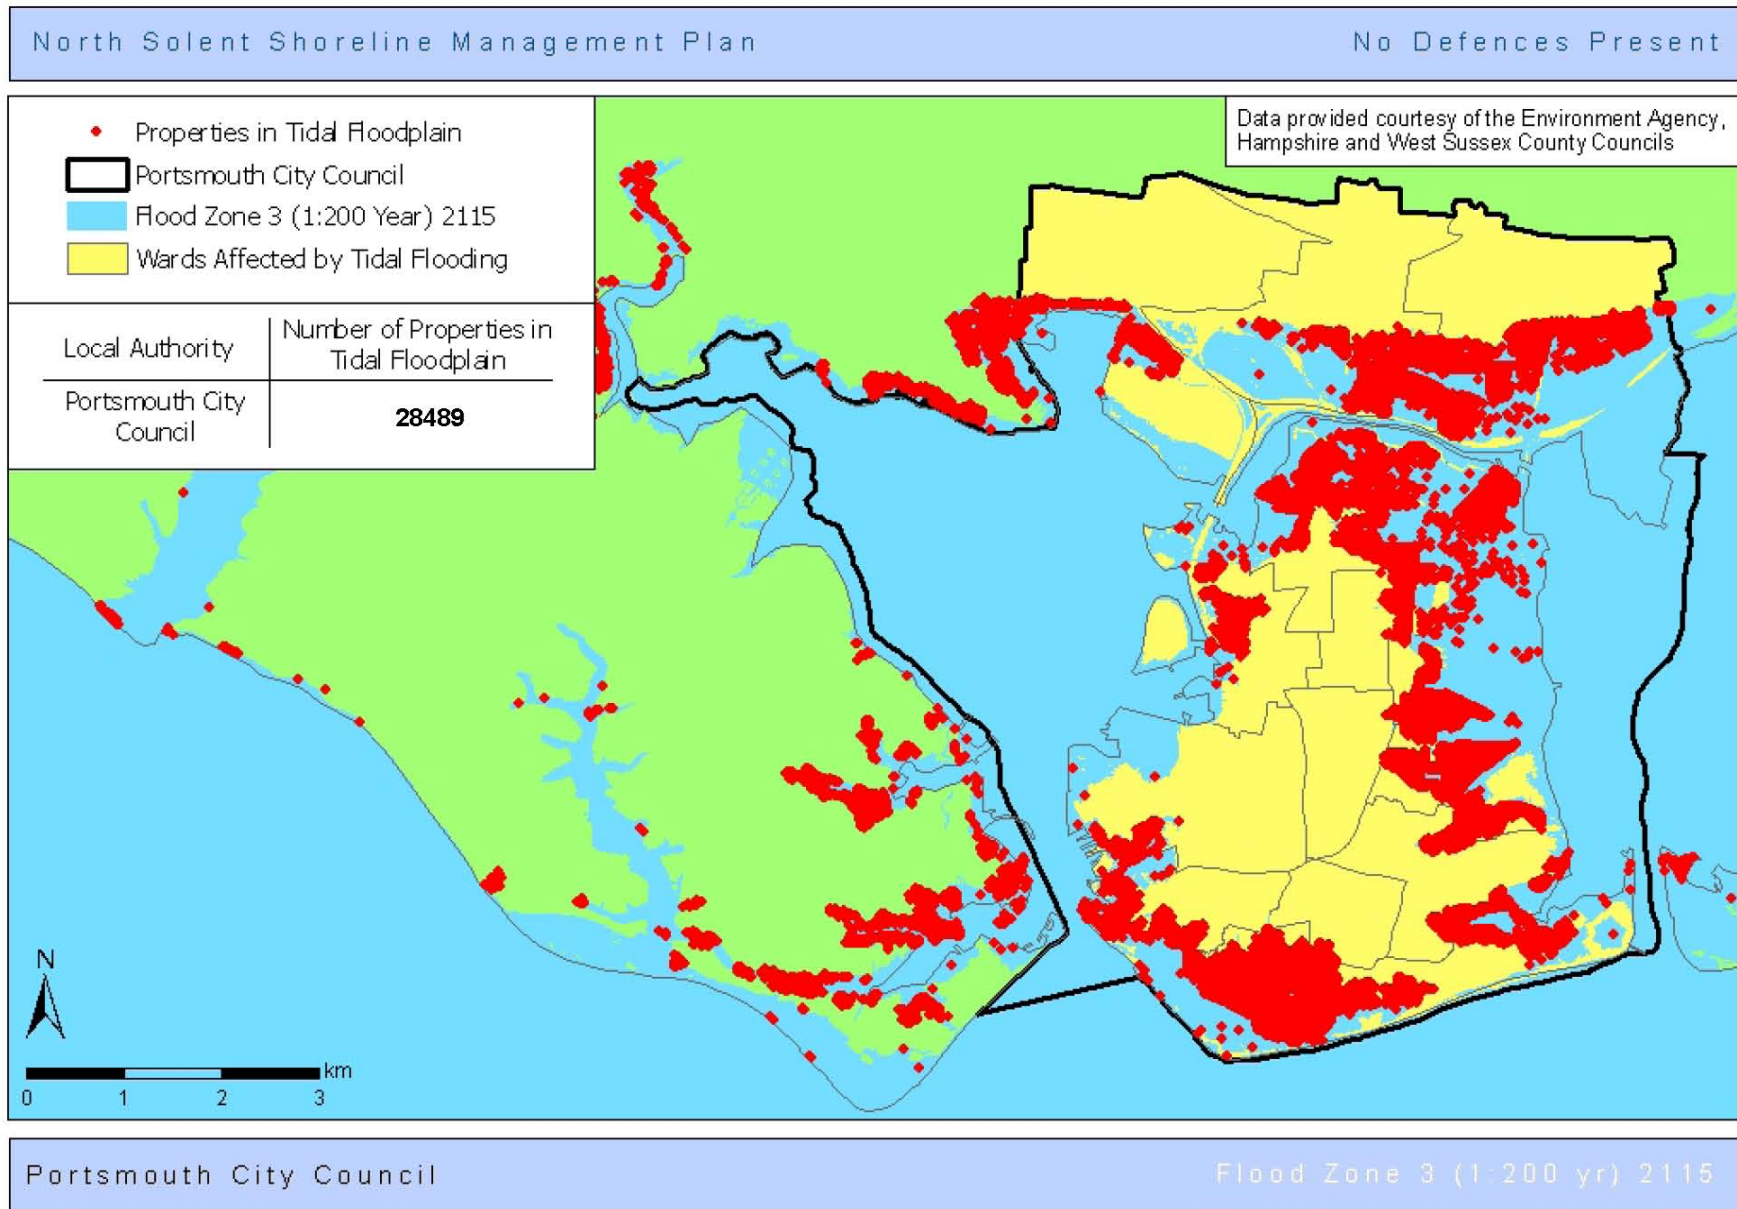 North Solent Shoreline Management Plan
No Defences Present
Properties in Tidal Floodplain
Portsmouth City Council
Flood Zone 3 (1:200 Year) 2115
Wards Affected by Tidal Flooding
Data provided courtesy of the Environment Agency,
Hampshire and West Sussex County Councils
Local Authority
Number of Properties in
Tidal Floodplain
Portsmouth City
Council
28489
N
km
0 1 2 3
Portsmouth City Council
Flood Zone 3 (1:200 yr) 2115